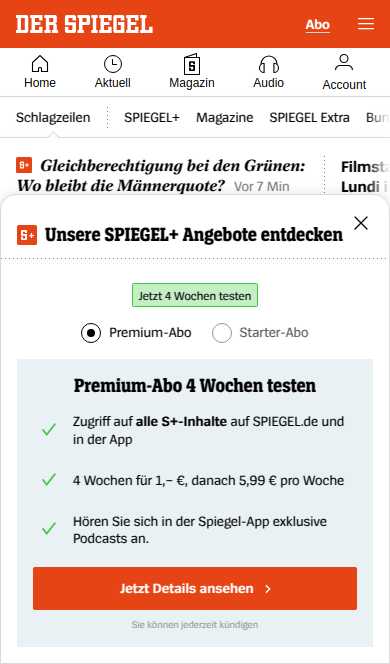 DER SPIEGEL
Abo
Home
Aktuell
Magazin
Audio
Account
Schlagzeilen
SPIEGEL+
Magazine
SPIEGEL Extra
S+ Gleichberechtigung bei den Grünen:
Wo bleibt die Männerquote? Vor 7 Min
Lundi
S+ Unsere SPIEGEL+ Angebote entdecken
Jetzt 4 Wochen testen
Premium-Abo
Starter-Abo
Premium-Abo 4 Wochen testen
Zugriff auf alle S+-Inhalte auf SPIEGEL.de und
in der App
4 Wochen für 1,– €, danach 5,99 € pro Woche
Hören Sie sich in der Spiegel-App exklusive
Podcasts an.
Jetzt Details ansehen
Sie können jederzeit kündigen